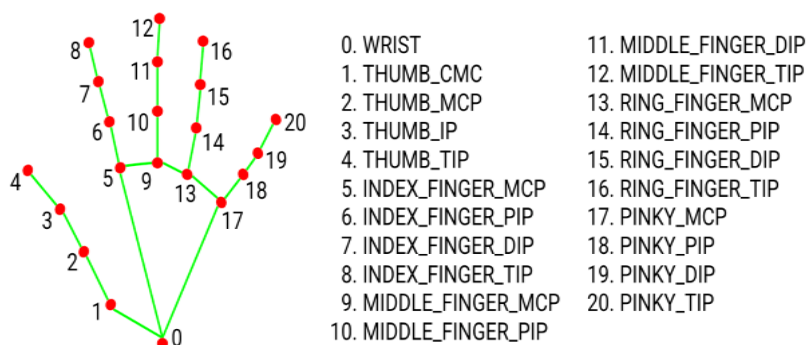 12
8
16
11
7
15
10
20
6
14
19
4
5
9
13
18
3
17
2
1
0
0. WRIST
1. THUMB_CMC
2. THUMB_MCP
3. THUMB_IP
4. THUMB_TIP
5. INDEX_FINGER_MCP
6. INDEX_FINGER_PIP
7. INDEX_FINGER_DIP
8. INDEX_FINGER_TIP
9. MIDDLE_FINGER_MCP
10. MIDDLE_FINGER_PIP
11. MIDDLE_FINGER_DIP
12. MIDDLE_FINGER_TIP
13. RING_FINGER_MCP
14. RING_FINGER_PIP
15. RING_FINGER_DIP
16. RING_FINGER_TIP
17. PINKY_MCP
18. PINKY_PIP
19. PINKY_DIP
20. PINKY_TIP